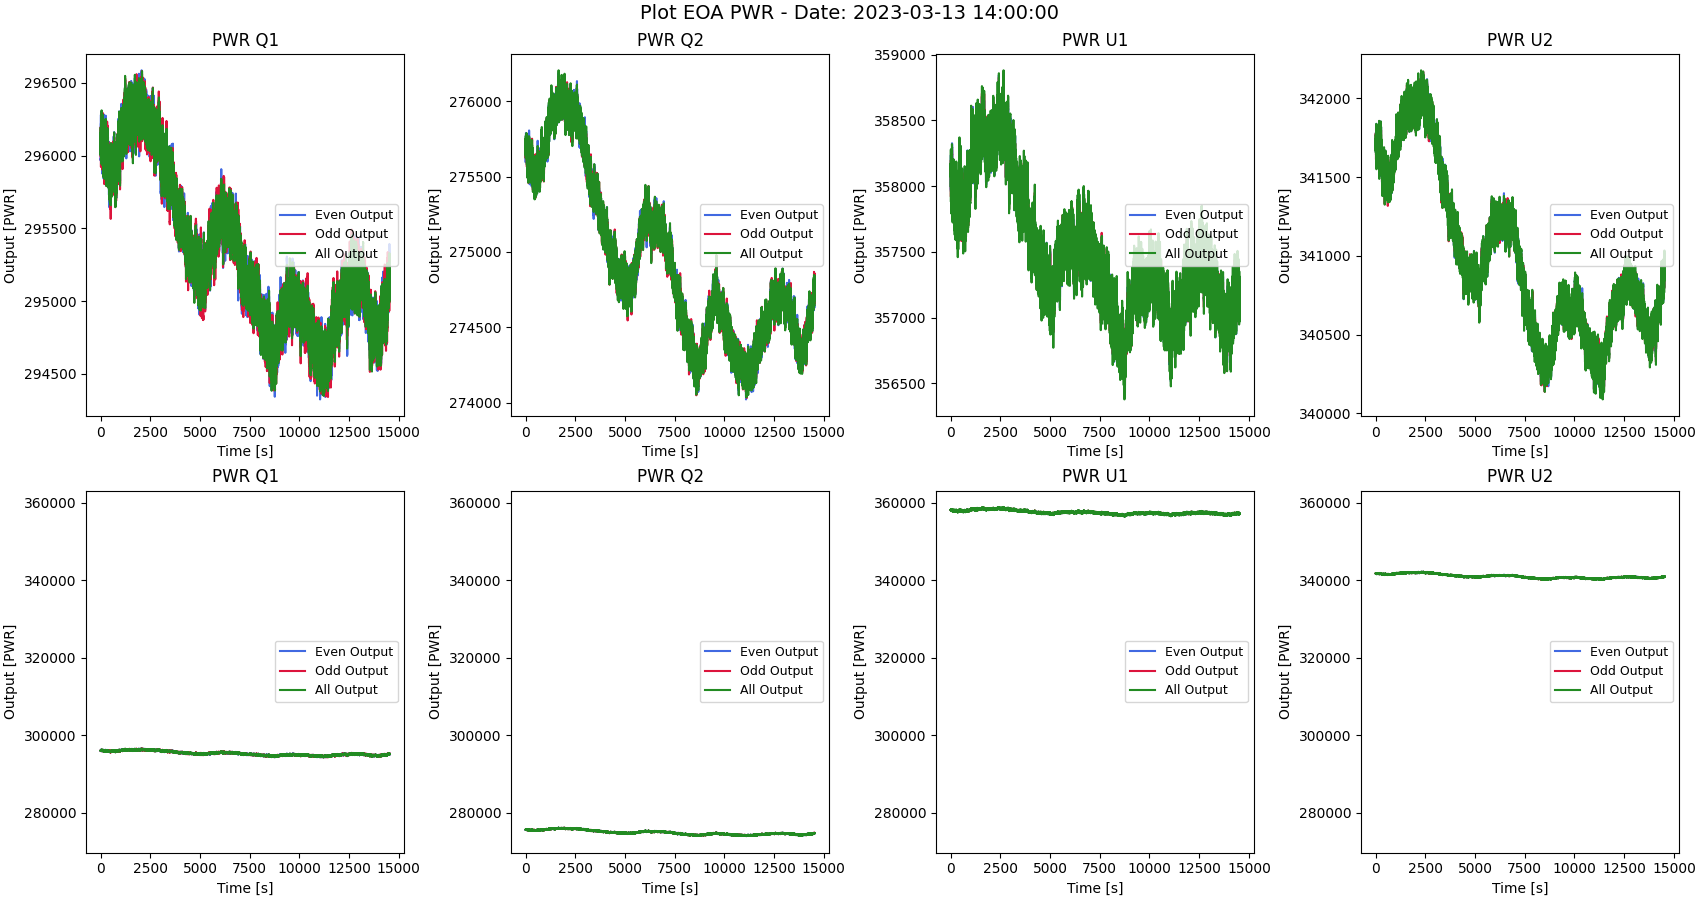 Plot EOA PWR - Date: 2023-03-13 14:00:00
PWR Q1
Output [PWR]
296500
296000
295500
295000
294500
Even Output
Odd Output
All Output
0 2500 5000 7500 10000 12500 15000
Time [s]
PWR Q2
Output [PWR]
276000
275500
275000
274500
274000
Even Output
Odd Output
All Output
0 2500 5000 7500 10000 12500 15000
Time [s]
PWR U1
Output [PWR]
359000
358500
358000
357500
357000
356500
Even Output
Odd Output
All Output
0 2500 5000 7500 10000 12500 15000
Time [s]
PWR U2
Output [PWR]
342000
341500
341000
340500
340000
Even Output
Odd Output
All Output
0 2500 5000 7500 10000 12500 15000
Time [s]
PWR Q1
Output [PWR]
360000
340000
320000
300000
280000
Even Output
Odd Output
All Output
0 2500 5000 7500 10000 12500 15000
Time [s]
PWR Q2
Output [PWR]
360000
340000
320000
300000
280000
Even Output
Odd Output
All Output
0 2500 5000 7500 10000 12500 15000
Time [s]
PWR U1
Output [PWR]
360000
340000
320000
300000
280000
Even Output
Odd Output
All Output
0 2500 5000 7500 10000 12500 15000
Time [s]
PWR U2
Output [PWR]
360000
340000
320000
300000
280000
Even Output
Odd Output
All Output
0 2500 5000 7500 10000 12500 15000
Time [s]